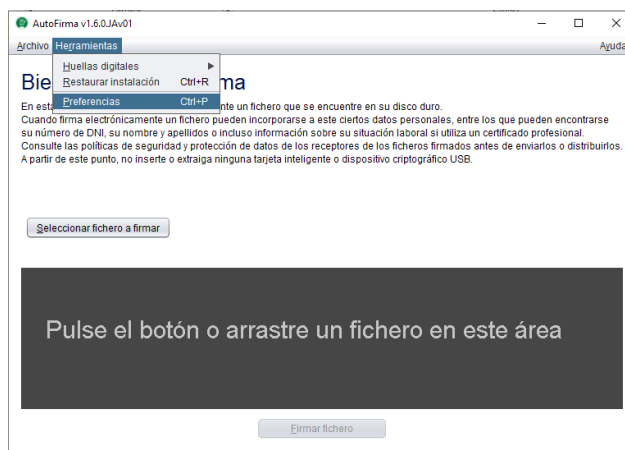 AutoFirma v1.6.0.JAv01
Archivo Herramientas Ayuda
Huellas digitales
Restaurar instalación Ctrl+R
Preferencias Ctrl+P
Bie ma
En esta nte un fichero que se encuentre en su disco duro.
Cuando firma electrónicamente un fichero pueden incorporarse a este ciertos datos personales, entre los que pueden encontrarse
su número de DNI, su nombre y apellidos o incluso información sobre su situación laboral si utiliza un certificado profesional.
Consulte las políticas de seguridad y protección de datos de los receptores de los ficheros firmados antes de enviarlos o distribuirlos.
A partir de este punto, no inserte o extraiga ninguna tarjeta inteligente o dispositivo criptográfico USB.
Seleccionar fichero a firmar
Pulse el botón o arrastre un fichero en este área
Firmar fichero